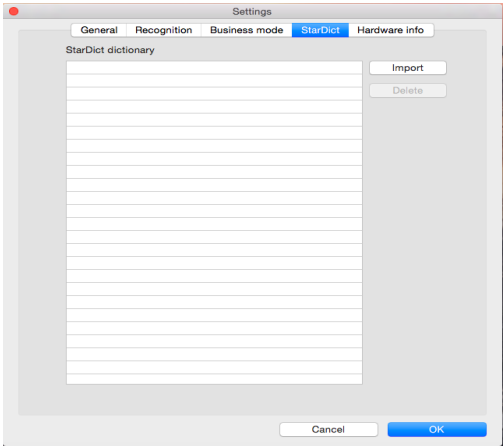 Settings
General Recognition Business mode StarDict Hardware info
StarDict dictionary
Import
Delete
Cancel OK